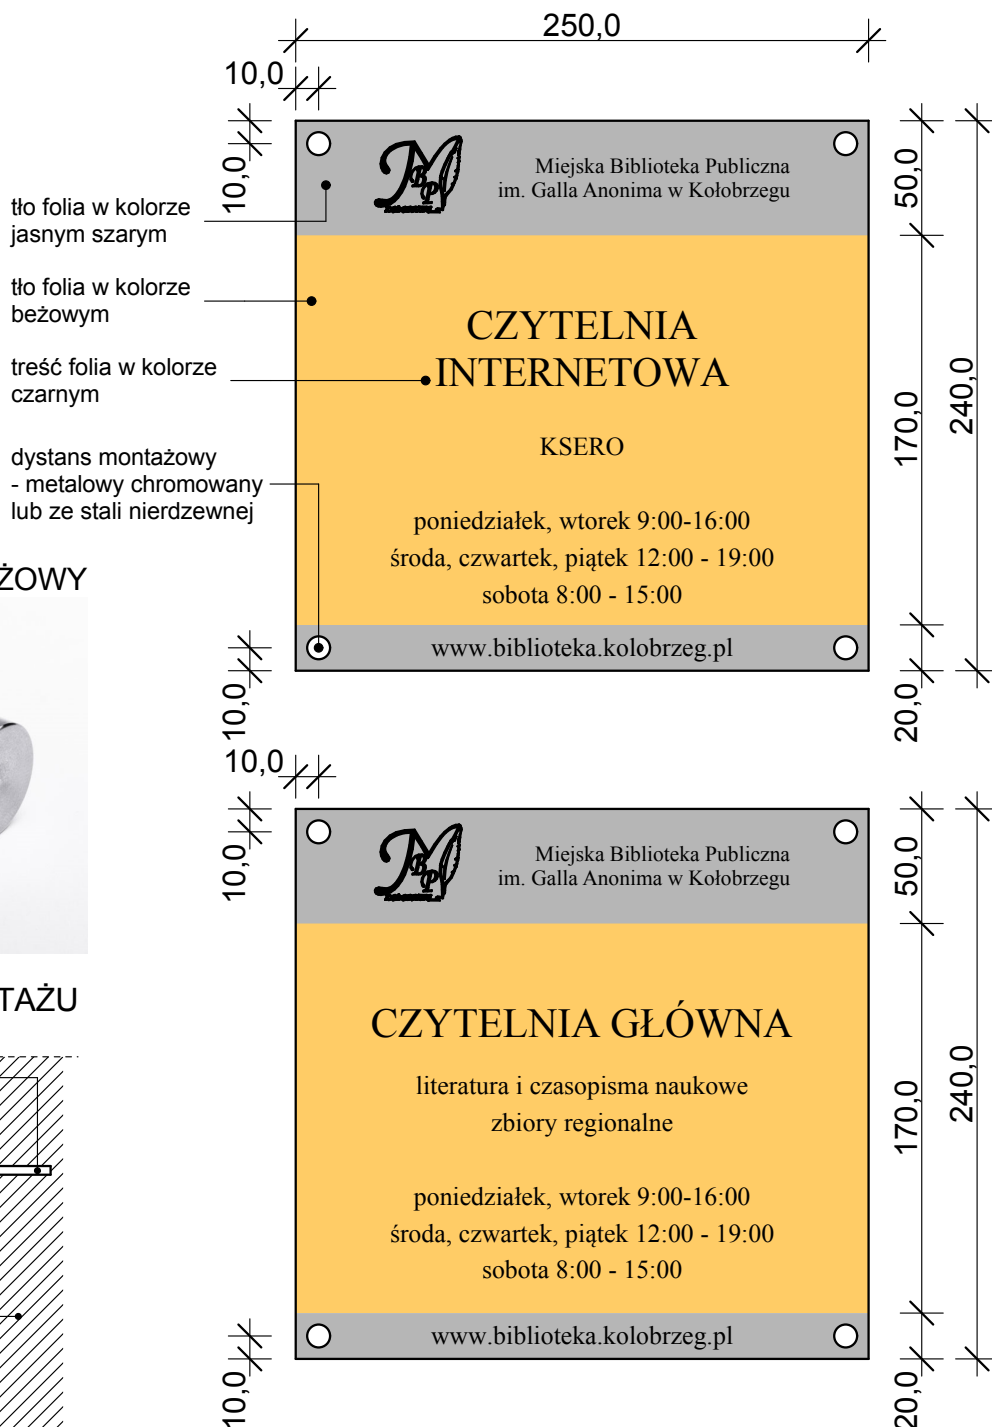 250,0
10,0
10,0
Miejska Biblioteka Publiczna
im. Galla Anonima w Kołobrzegu
50,0
tło folia w kolorze
jasnym szarym
tło folia w kolorze
beżowym
CZYTELNIA
INTERNETOWA
treść folia w kolorze
czarnym
170,0
240,0
KSERO
dystans montażowy
- metalowy chromowany
lub ze stali nierdzewnej
poniedziałek, wtorek 9:00-16:00
środa, czwartek, piątek 12:00 - 19:00
sobota 8:00 - 15:00
www.biblioteka.kolobrzeg.pl
10,0
20,0
10,0
10,0
MBP
Miejska Biblioteka Publiczna
im. Galla Anonima w Kołobrzegu
50,0
CZYTELNIA GŁÓWNA
literatura i czasopisma naukowe
zbiory regionalne
170,0
240,0
poniedziałek, wtorek 9:00-16:00
środa, czwartek, piątek 12:00 - 19:00
sobota 8:00 - 15:00
www.biblioteka.kolobrzeg.pl
10,0
20,0
ŻOWY
TAŻU